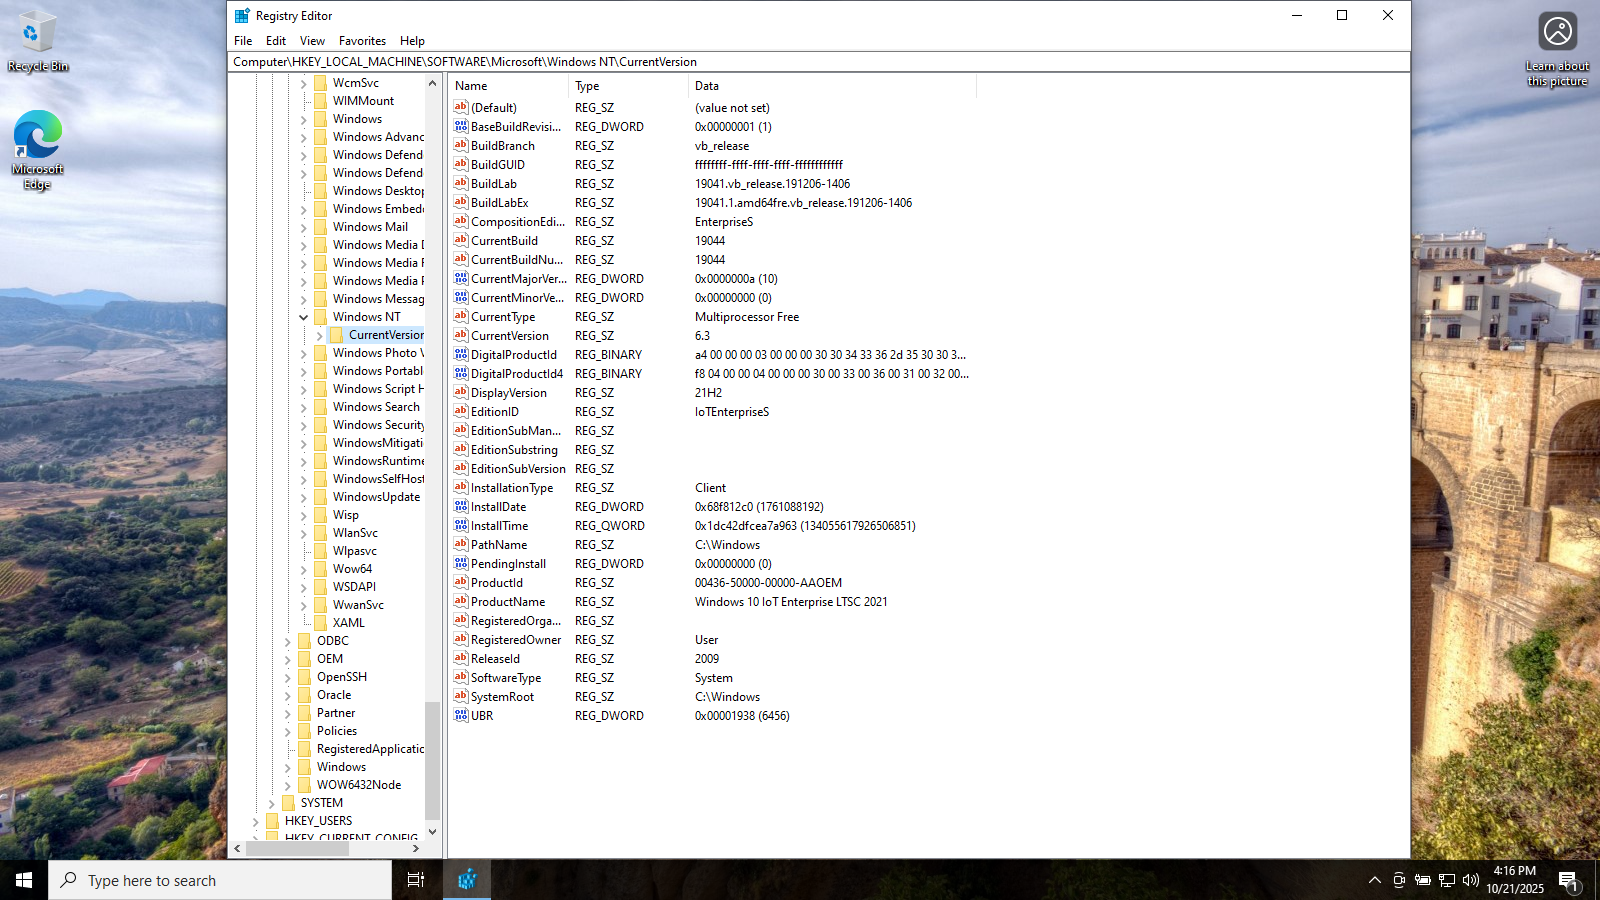 Recycle Bin
Microsoft
Edge
Learn about
this picture
Registry Editor
File Edit View Favorites Help
Computer\HKEY_LOCAL_MACHINE\SOFTWARE\Microsoft\Windows NT\CurrentVersion
WcmSvc
WIMMount
Windows
Windows Advanc
Windows Defend
Windows Defend
Windows Desktop
Windows Embed
Windows Mail
Windows Media D
Windows Media F
Windows Media P
Windows Messag
Windows NT
CurrentVersion
Windows Photo V
Windows Portabl
Windows Script H
Windows Search
Windows Security
WindowsMitigati
WindowsRuntime
WindowsSelfHost
WindowsUpdate
Wisp
WlanSvc
Wlpasvc
Wow64
WSDAPI
WwanSvc
XAML
ODBC
OEM
OpenSSH
Oracle
Partner
Policies
RegisteredApplicatio
Windows
WOW6432Node
SYSTEM
HKEY_USERS
HKEY_CURRENT_CONFIG
Name Type Data
(Default) REG_SZ (value not set)
BaseBuildRevisi... REG_DWORD 0x00000001 (1)
BuildBranch REG_SZ vb_release
BuildGUID REG_SZ ffffffff-ffff-ffff-ffff-ffffffffffff
BuildLab REG_SZ 19041.vb_release.191206-1406
BuildLabEx REG_SZ 19041.1.amd64fre.vb_release.191206-1406
CompositionEdi... REG_SZ EnterpriseS
CurrentBuild REG_SZ 19044
CurrentBuildNu... REG_SZ 19044
CurrentMajorVer... REG_DWORD 0x0000000a (10)
CurrentMinorVe... REG_DWORD 0x00000000 (0)
CurrentType REG_SZ Multiprocessor Free
CurrentVersion REG_SZ 6.3
DigitalProductId REG_BINARY a4 00 00 00 03 00 00 00 30 30 34 33 36 2d 35 30 30 3...
DigitalProductId4 REG_BINARY f8 04 00 00 04 00 00 00 30 00 33 00 36 00 31 00 32 00...
DisplayVersion REG_SZ 21H2
EditionID REG_SZ IoTEnterpriseS
EditionSubMan... REG_SZ
EditionSubstring REG_SZ
EditionSubVersion REG_SZ
InstallationType REG_SZ Client
InstallDate REG_DWORD 0x68f812c0 (1761088192)
InstallTime REG_QWORD 0x1dc42dfcea7a963 (134055617926506851)
PathName REG_SZ C:\Windows
PendingInstall REG_DWORD 0x00000000 (0)
ProductId REG_SZ 00436-50000-00000-AAOEM
ProductName REG_SZ Windows 10 IoT Enterprise LTSC 2021
RegisteredOrga... REG_SZ
RegisteredOwner REG_SZ User
ReleaseId REG_SZ 2009
SoftwareType REG_SZ System
SystemRoot REG_SZ C:\Windows
UBR REG_DWORD 0x00001938 (6456)
Type here to search
4:16 PM
10/21/2025
1